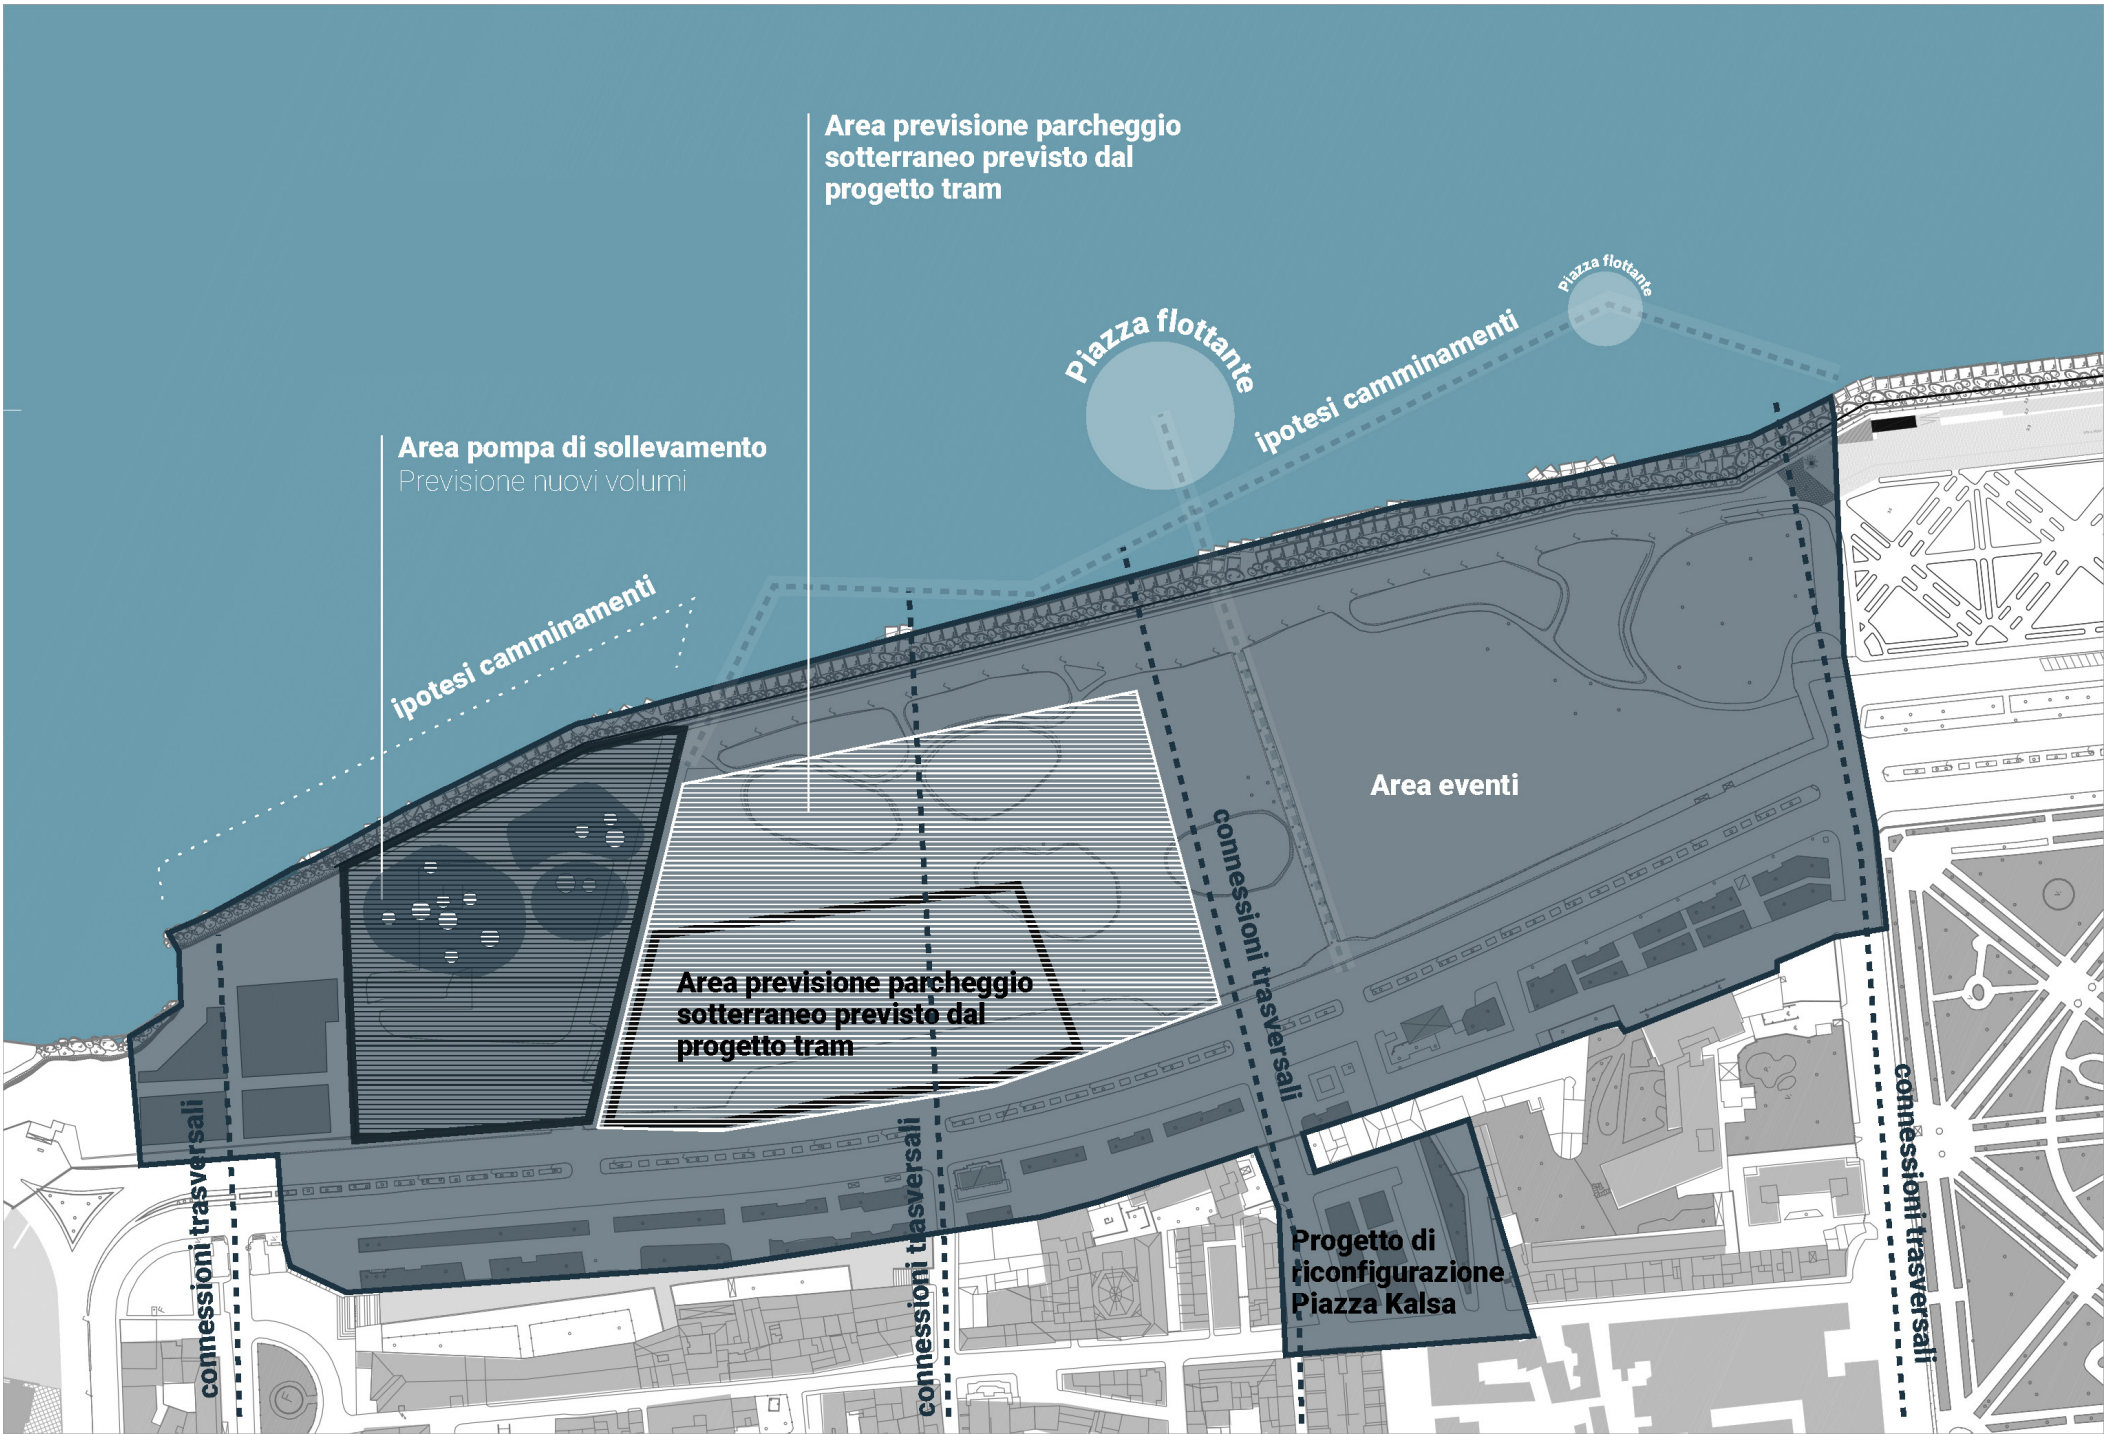 Area previsione parcheggio
sotterraneo previsto dal
progetto tram
Piazza flottante
Piazza flottante
ipotesi camminamenti
Area pompa di sollevamento
Previsione nuovi volumi
ipotesi camminamenti
Area eventi
connessioni trasversali
Area previsione parcheggio
sotterraneo previsto dal
progetto tram
connessioni trasversali
connessioni trasversali
connessioni trasversali
Progetto di
riconfigurazione
Piazza Kalsa